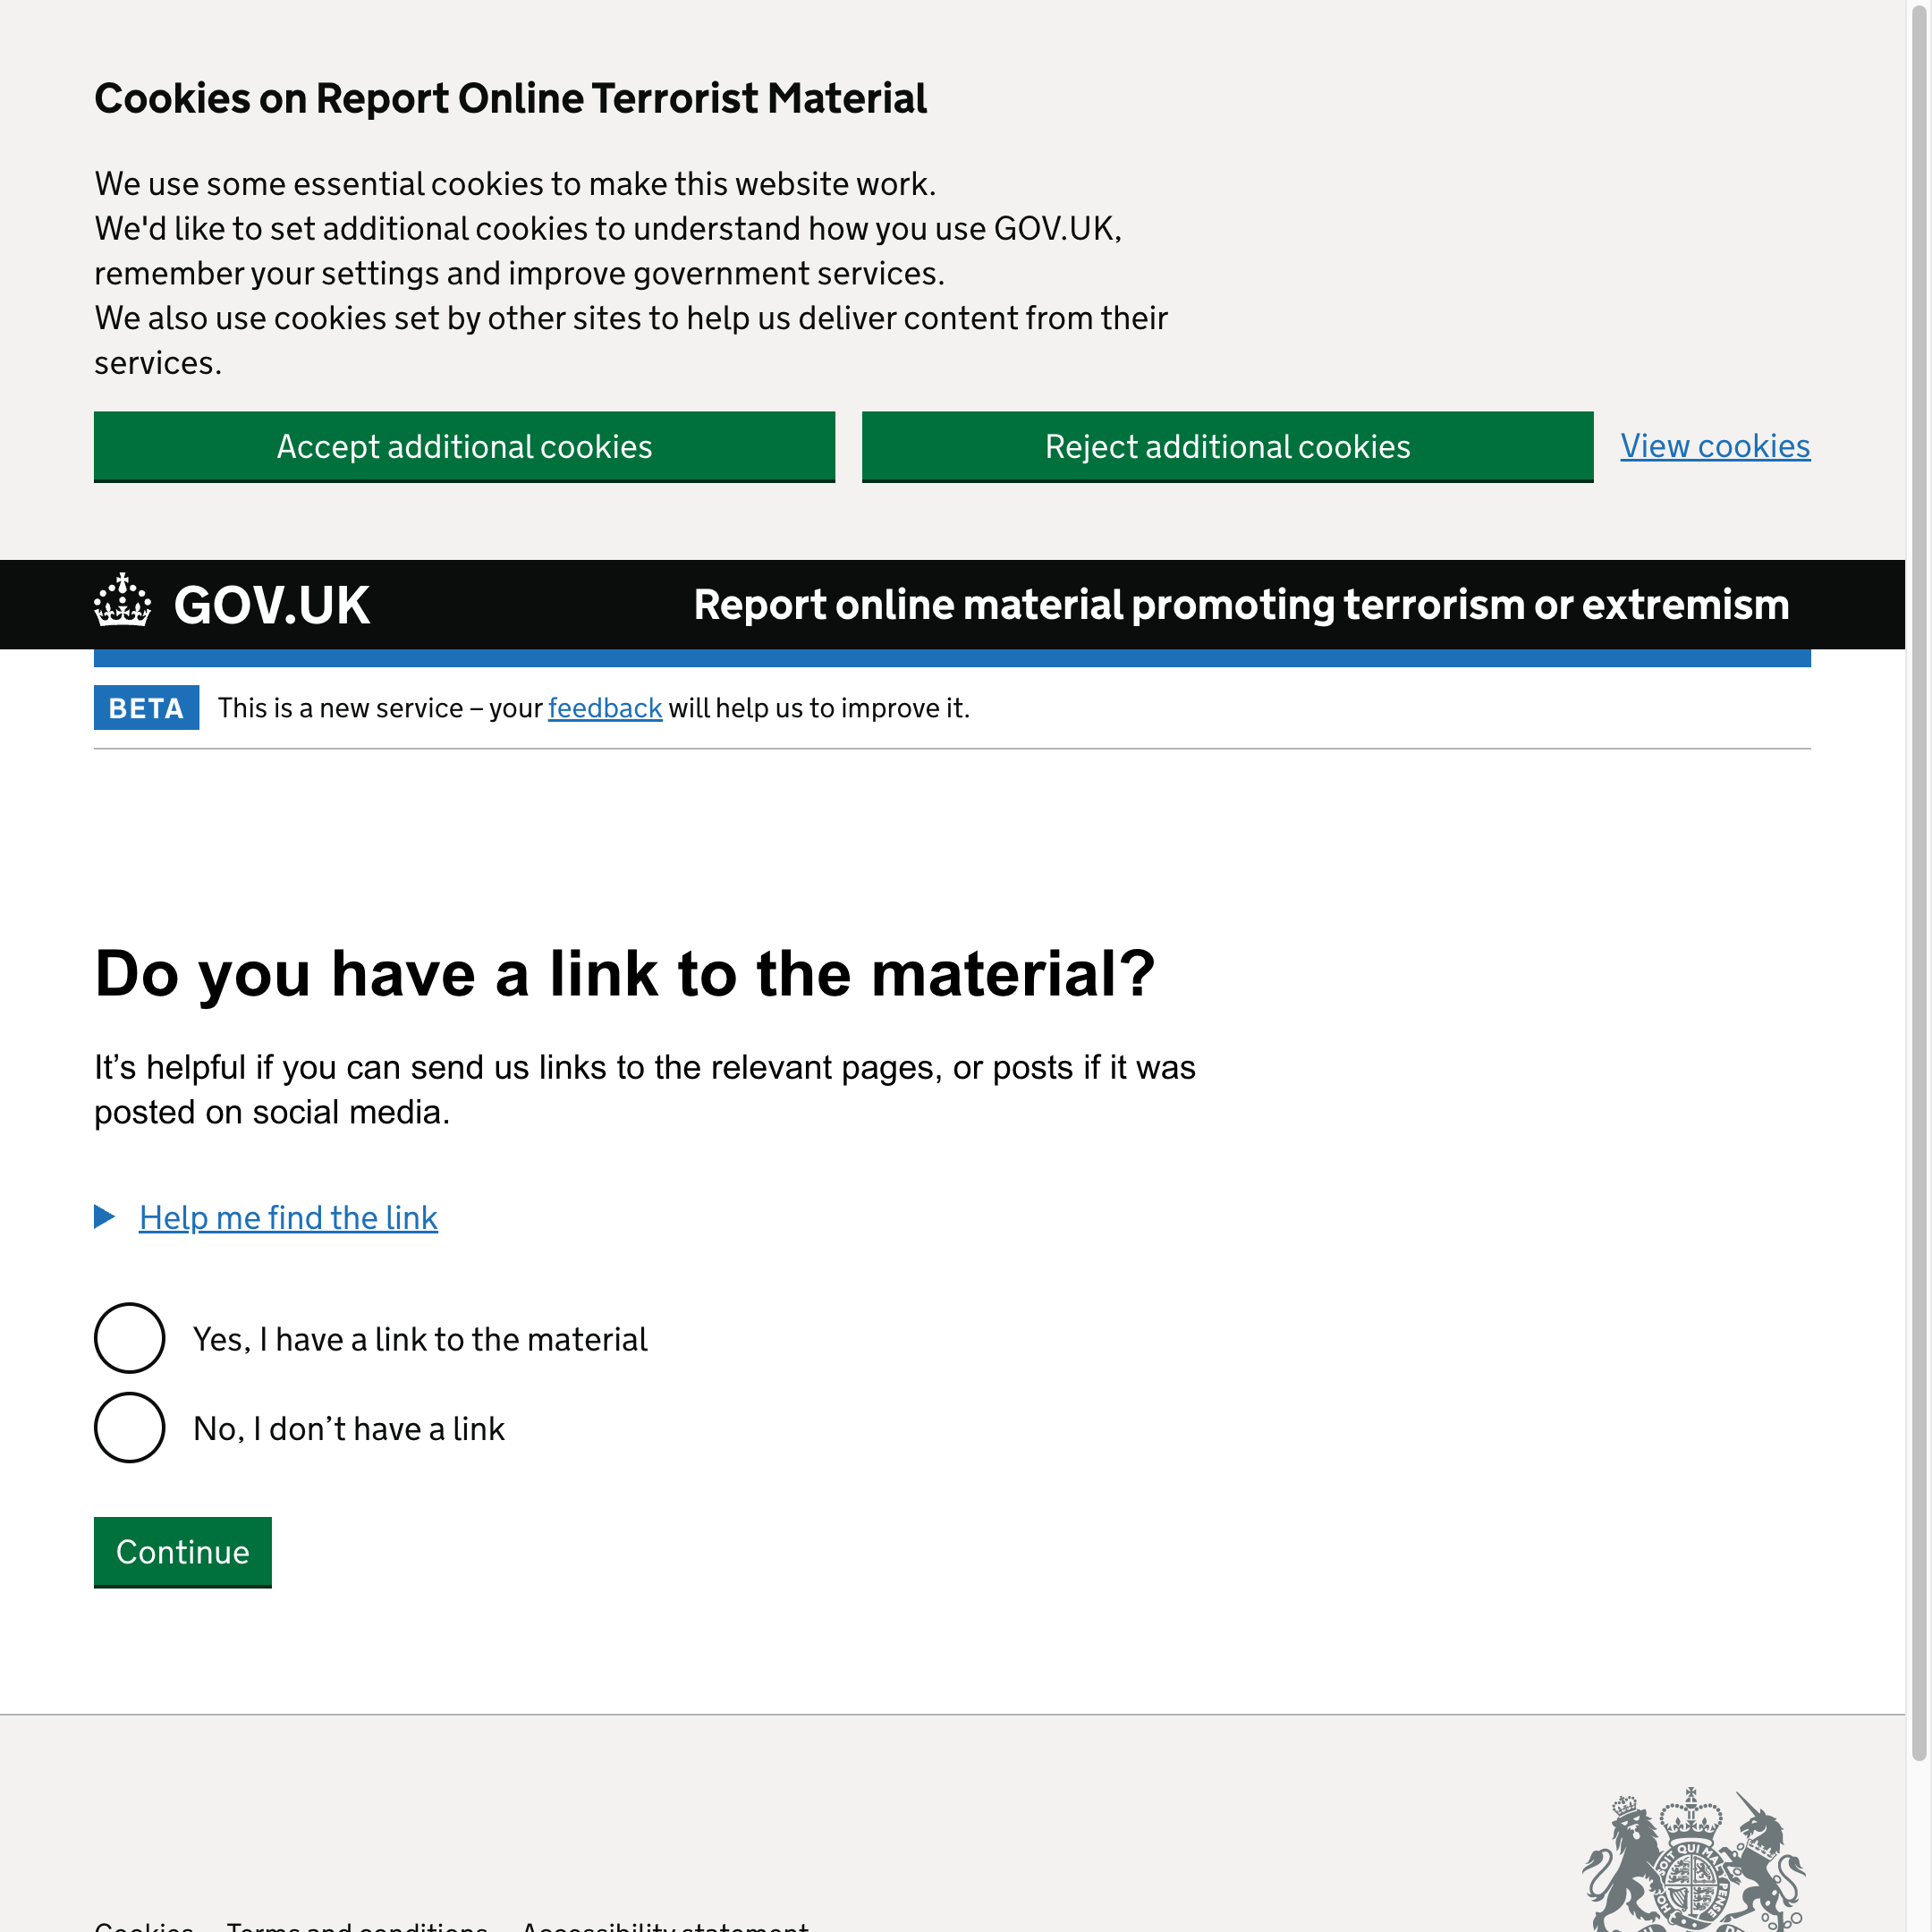 Cookies on Report Online Terrorist Material
We use some essential cookies to make this website work.
We'd like to set additional cookies to understand how you use GOV.UK,
remember your settings and improve government services.
We also use cookies set by other sites to help us deliver content from their
services.
Accept additional cookies
Reject additional cookies
View cookies
GOV.UK
Report online material promoting terrorism or extremism
BETA
This is a new service – your feedback will help us to improve it.
Do you have a link to the material?
It’s helpful if you can send us links to the relevant pages, or posts if it was
posted on social media.
Help me find the link
Yes, I have a link to the material
No, I don’t have a link
Continue
Cookies Terms and conditions Accessibility statement